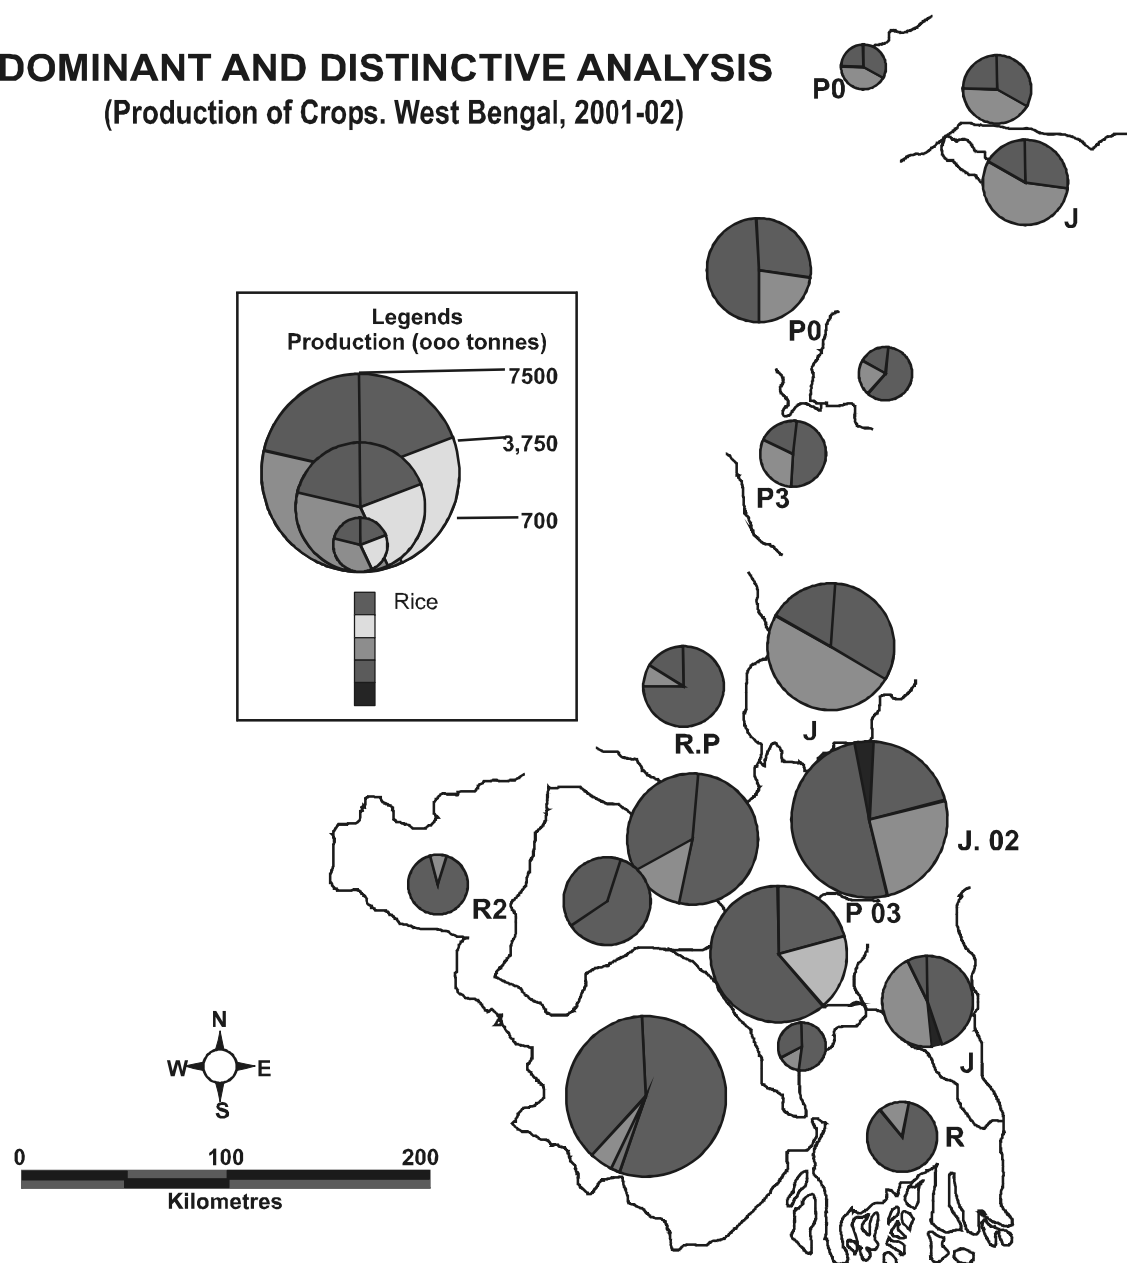 DOMINANT AND DISTINCTIVE ANALYSIS
(Production of Crops. West Bengal, 2001-02)
P0
J
P0
Legends
Production (ooo tonnes)
7500
3,750
700
Rice
P3
J
R.P
J. 02
R2
P 03
J
R
N
W
E
S
0
100
200
Kilometres